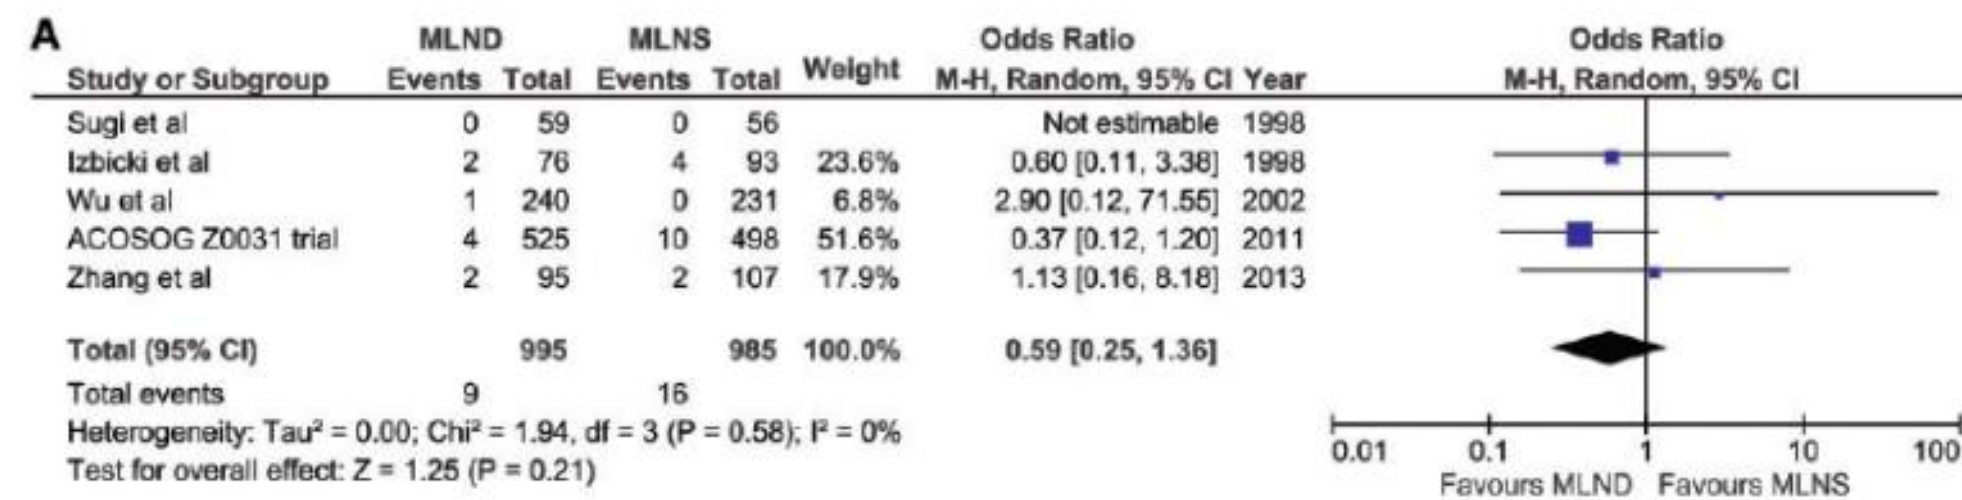 A
MLND MLNS Odds Ratio Odds Ratio
Study or Subgroup Events Total Events Total Weight M-H, Random, 95% CI Year M-H, Random, 95% CI
Sugi et al 0 59 0 56 Not estimable 1998
Izbicki et al 2 76 4 93 23.6% 0.60 [0.11, 3.38] 1998
Wu et al 1 240 0 231 6.8% 2.90 [0.12, 71.55] 2002
ACOSOG Z0031 trial 4 525 10 498 51.6% 0.37 [0.12, 1.20] 2011
Zhang et al 2 95 2 107 17.9% 1.13 [0.16, 8.18] 2013
Total (95% CI) 995 985 100.0% 0.59 [0.25, 1.36]
Total events 9 16
Heterogeneity: Tau² = 0.00; Chi² = 1.94, df = 3 (P = 0.58); I² = 0%
Test for overall effect: Z = 1.25 (P = 0.21)
0.01 0.1 1 10 100
Favours MLND Favours MLNS